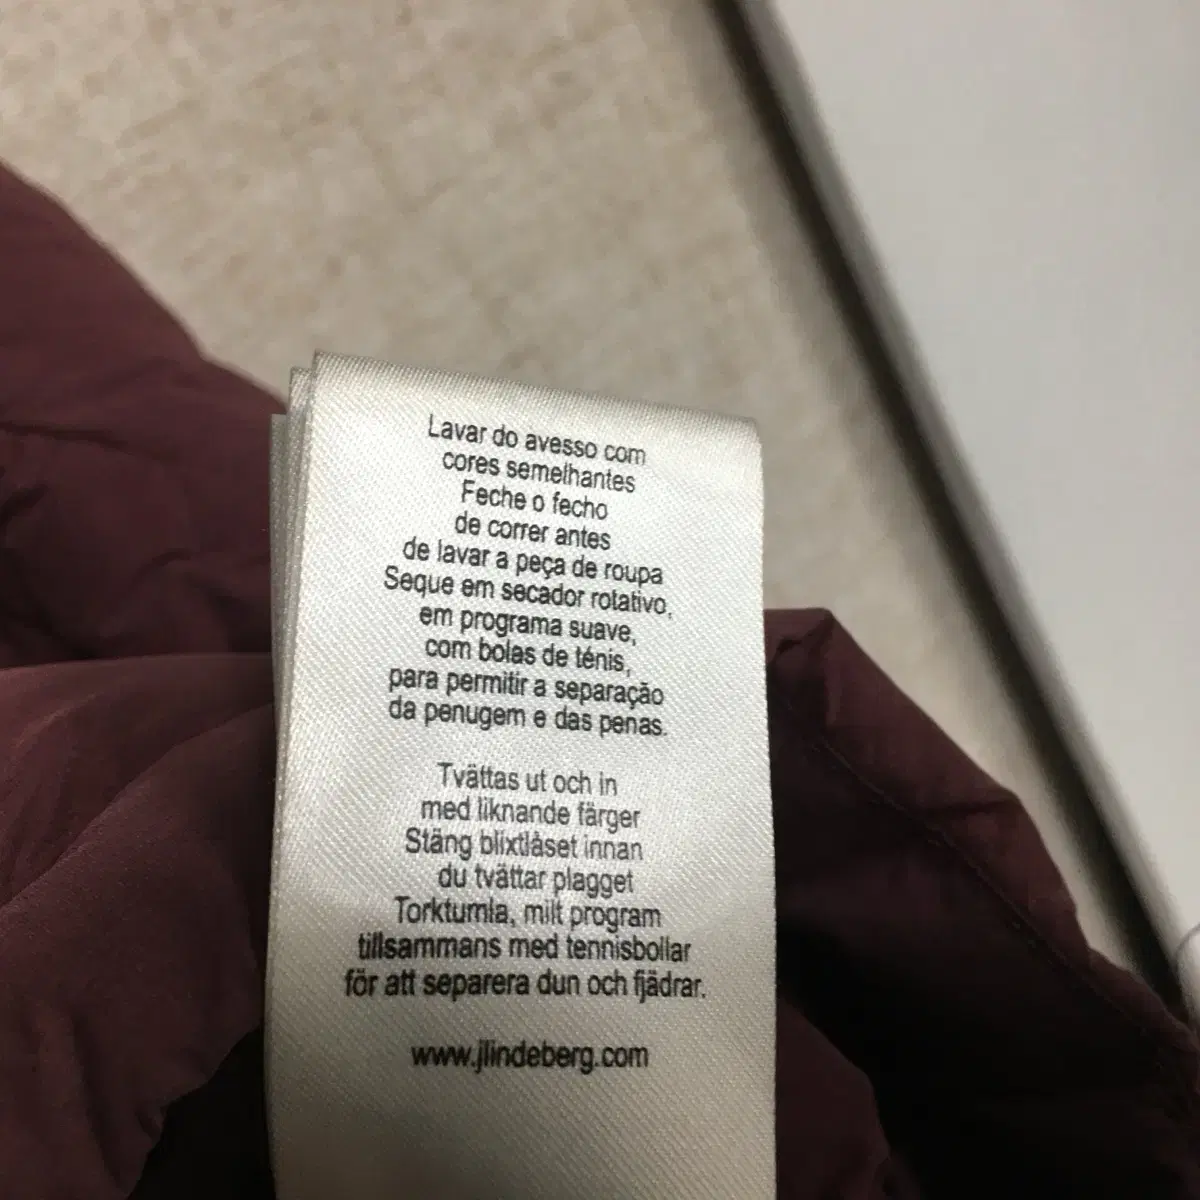 Lavar do avesso com
cores semelhantes
Feche o fecho
de correr antes
de lavar a peça de roupa
Seque em secador rotativo,
em programa suave,
com bolas de ténis,
para permitir a separação
da penugem e das penas.
Tvättas ut och in
med liknande färger
Stäng blixtlåset innan
du tvättar plagget
Torktumla, milt program
tillsammans med tennisbollar
för att separera dun och fjädrar.
www.jlindeberg.com